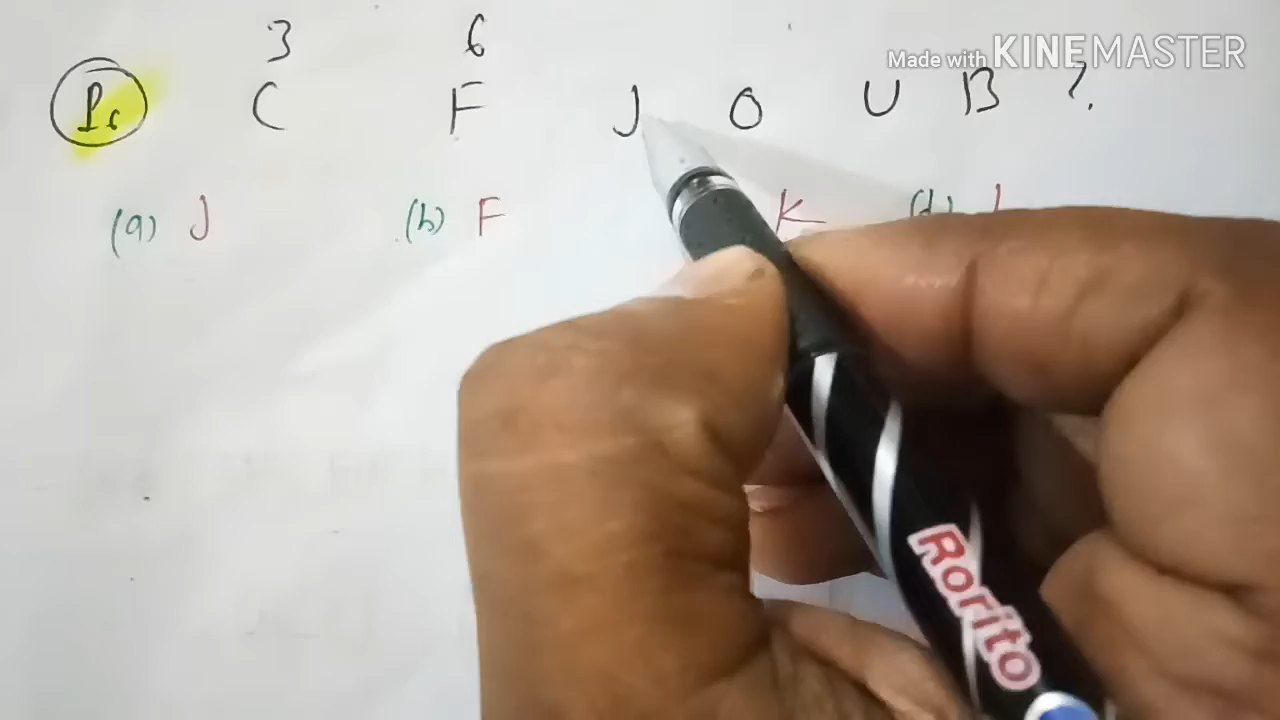 Made with KINEMASTER
3 6
C F J O U B ?
(a) J (b) F K (d)
Rorito